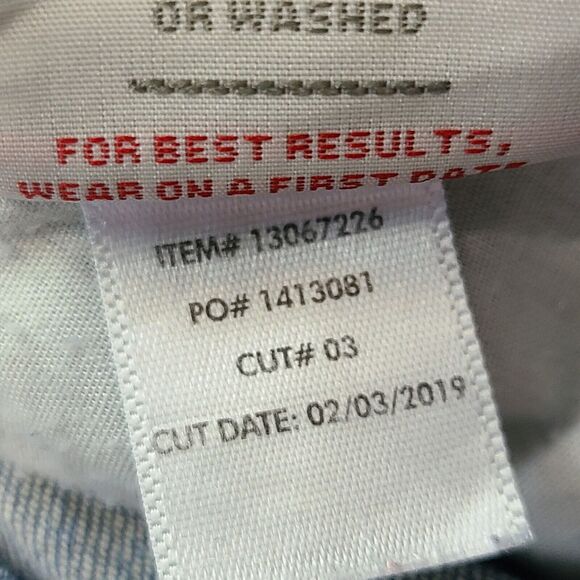 OR WASHED
FOR BEST RESULTS,
WEAR ON A FIRST DATE
ITEM# 13067226
PO# 1413081
CUT# 03
CUT DATE: 02/03/2019